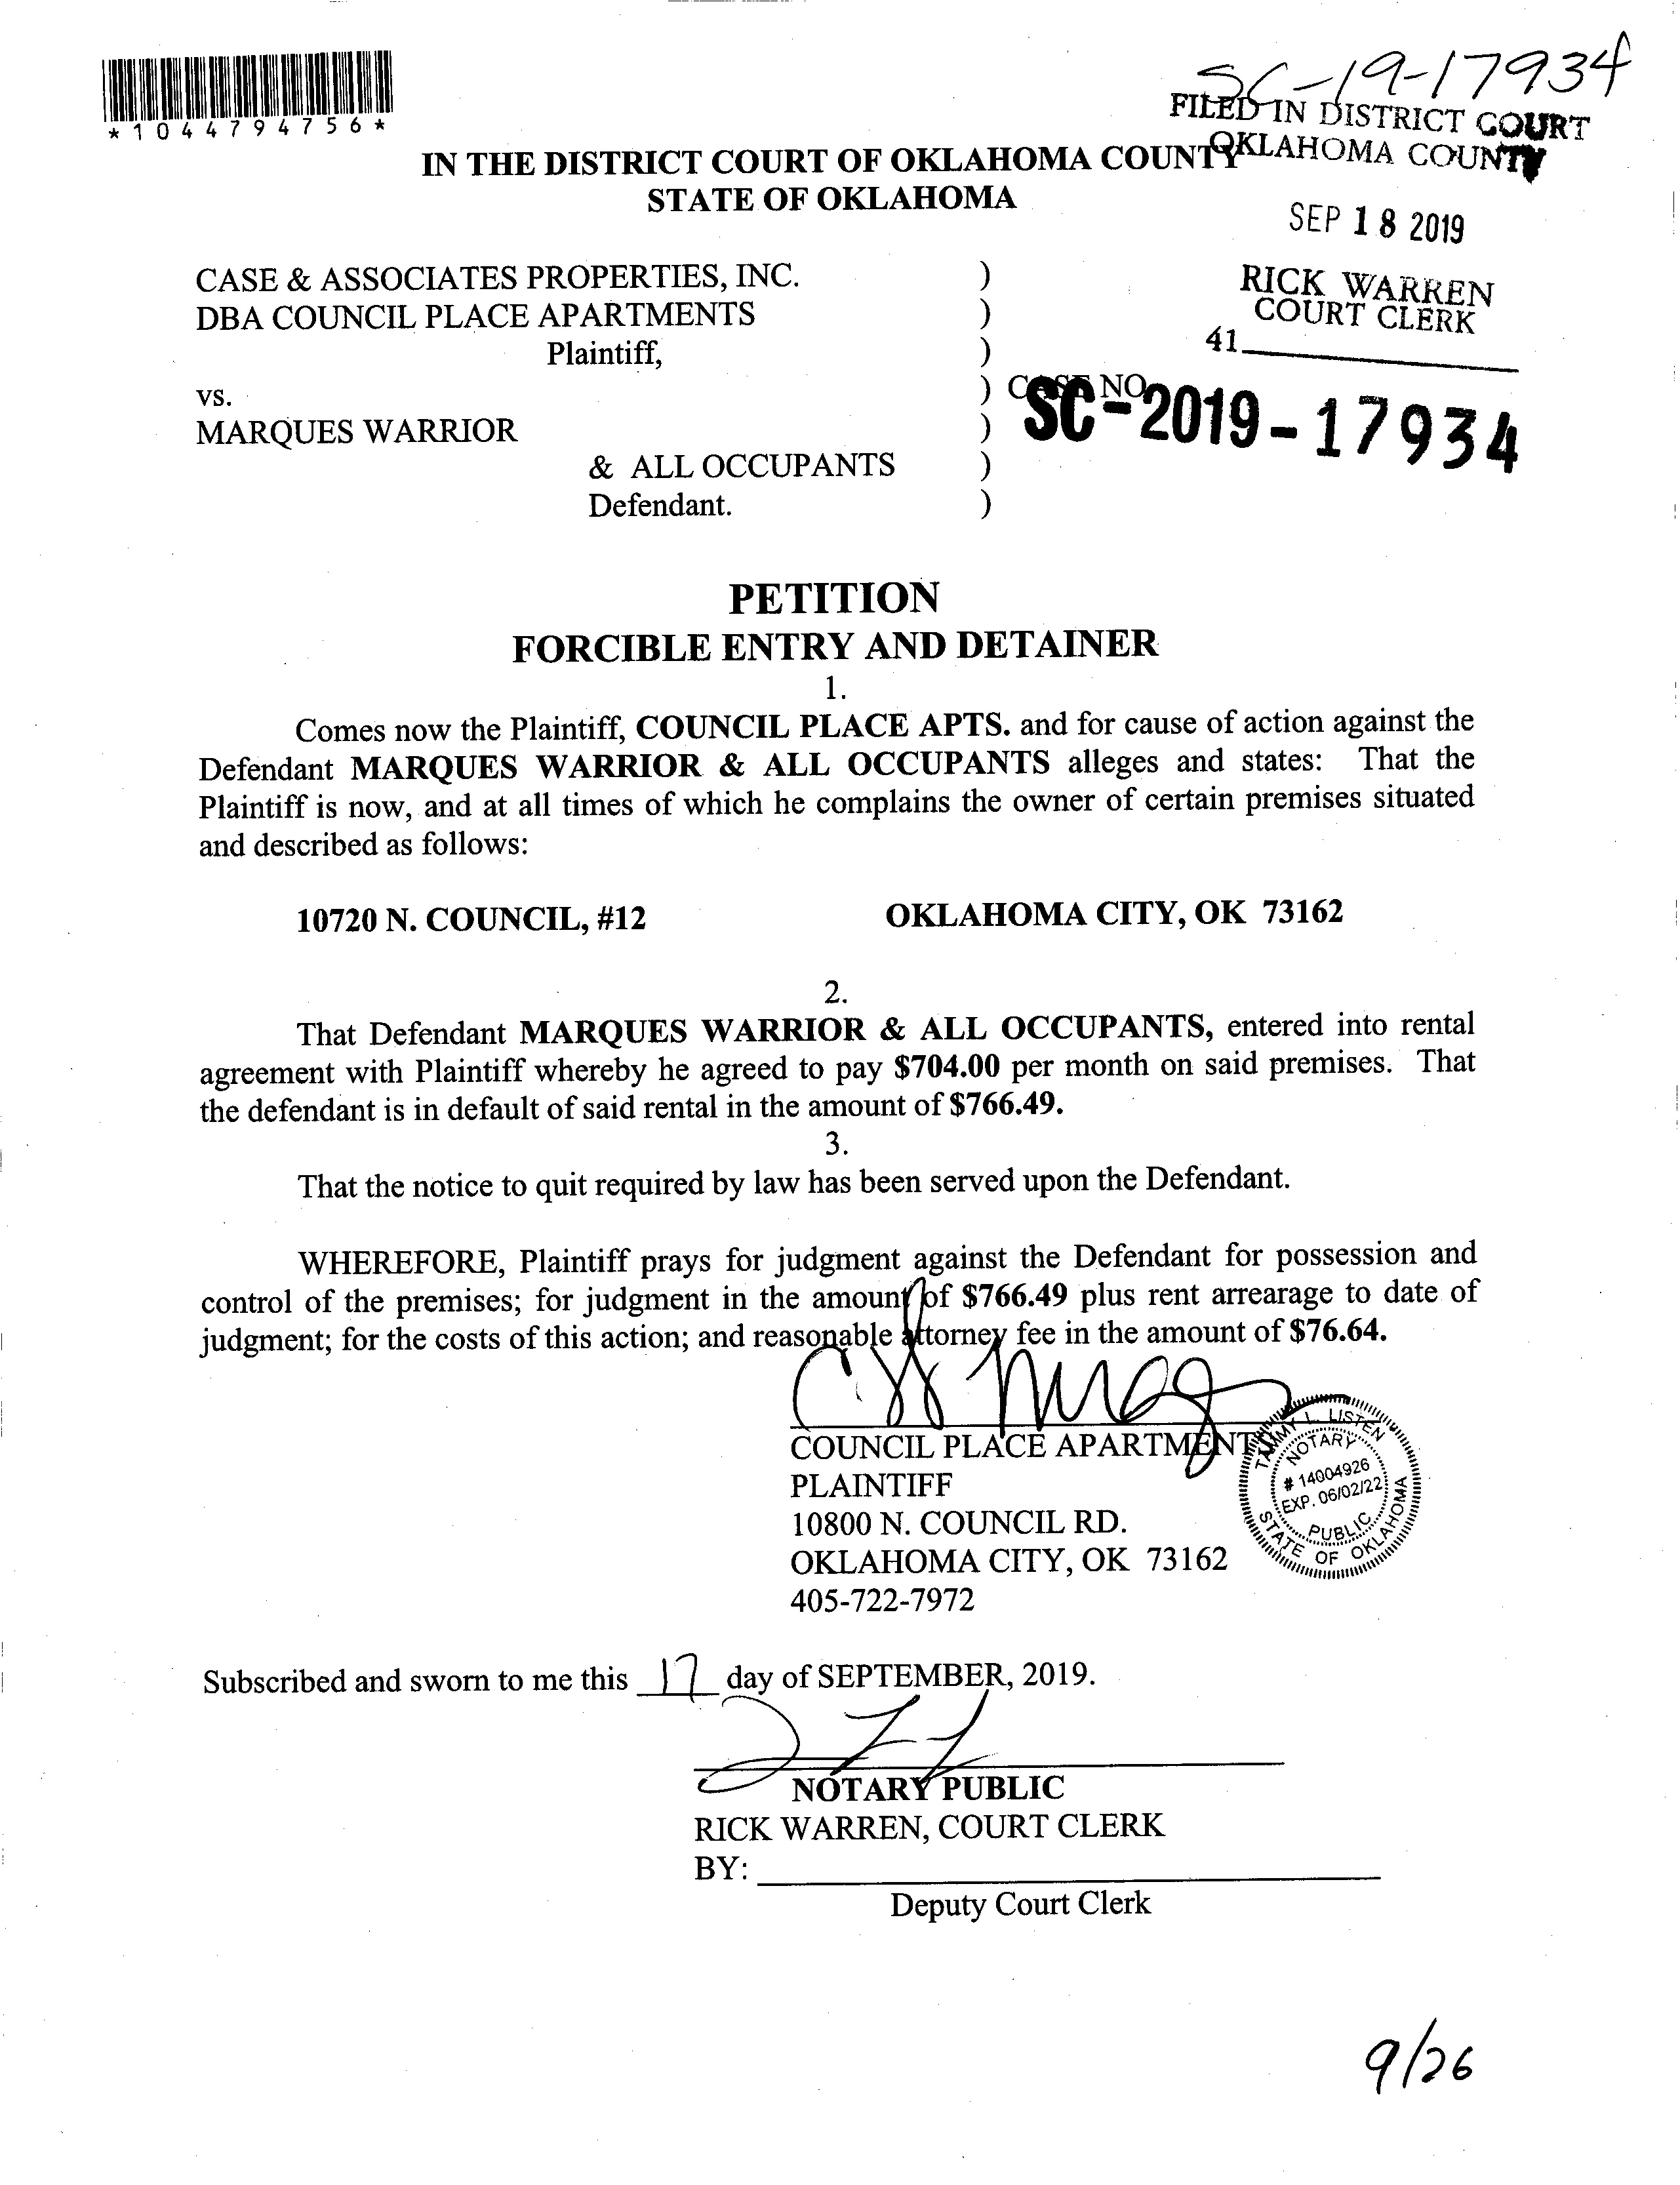 SC-19-17934
*1044794756*
FILED IN DISTRICT COURT
OKLAHOMA COUNTY
IN THE DISTRICT COURT OF OKLAHOMA COUNTY
STATE OF OKLAHOMA
SEP 18 2019
RICK WARREN
COURT CLERK
41
CASE & ASSOCIATES PROPERTIES, INC. )
DBA COUNCIL PLACE APARTMENTS )
Plaintiff, )
vs. ) CASE NO.
SC-2019-17934
MARQUES WARRIOR )
& ALL OCCUPANTS )
Defendant. )
PETITION
FORCIBLE ENTRY AND DETAINER
1.
Comes now the Plaintiff, COUNCIL PLACE APTS. and for cause of action against the
Defendant MARQUES WARRIOR & ALL OCCUPANTS alleges and states: That the
Plaintiff is now, and at all times of which he complains the owner of certain premises situated
and described as follows:
10720 N. COUNCIL, #12 OKLAHOMA CITY, OK 73162
2.
That Defendant MARQUES WARRIOR & ALL OCCUPANTS, entered into rental
agreement with Plaintiff whereby he agreed to pay $704.00 per month on said premises. That
the defendant is in default of said rental in the amount of $766.49.
3.
That the notice to quit required by law has been served upon the Defendant.
WHEREFORE, Plaintiff prays for judgment against the Defendant for possession and
control of the premises; for judgment in the amount of $766.49 plus rent arrearage to date of
judgment; for the costs of this action; and reasonable attorney fee in the amount of $76.64.
COUNCIL PLACE APARTMENTS
PLAINTIFF
10800 N. COUNCIL RD.
OKLAHOMA CITY, OK 73162
405-722-7972
TAMMY L. LISTEN
NOTARY
# 14004926
EXP. 06/02/22
PUBLIC
STATE OF OKLAHOMA
Subscribed and sworn to me this 17 day of SEPTEMBER, 2019.
NOTARY PUBLIC
RICK WARREN, COURT CLERK
BY:
Deputy Court Clerk
9/26